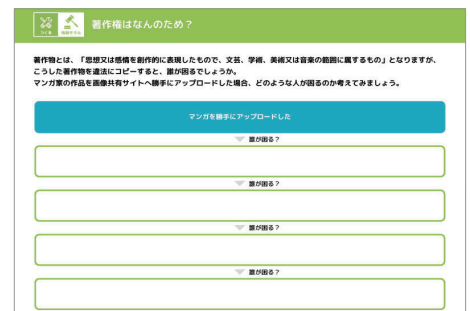 著作権はなんのため？
著作物とは、「思想又は感情を創作的に表現したもので、文芸、学術、美術又は音楽の範囲に属するもの」となりますが、
こうした著作物を違法にコピーすると、誰が困るでしょうか。
マンガ家の作品を画像共有サイトへ勝手にアップロードした場合、どのような人が困るのか考えてみましょう。
マンガを勝手にアップロードした
誰が困る？
誰が困る？
誰が困る？
誰が困る？